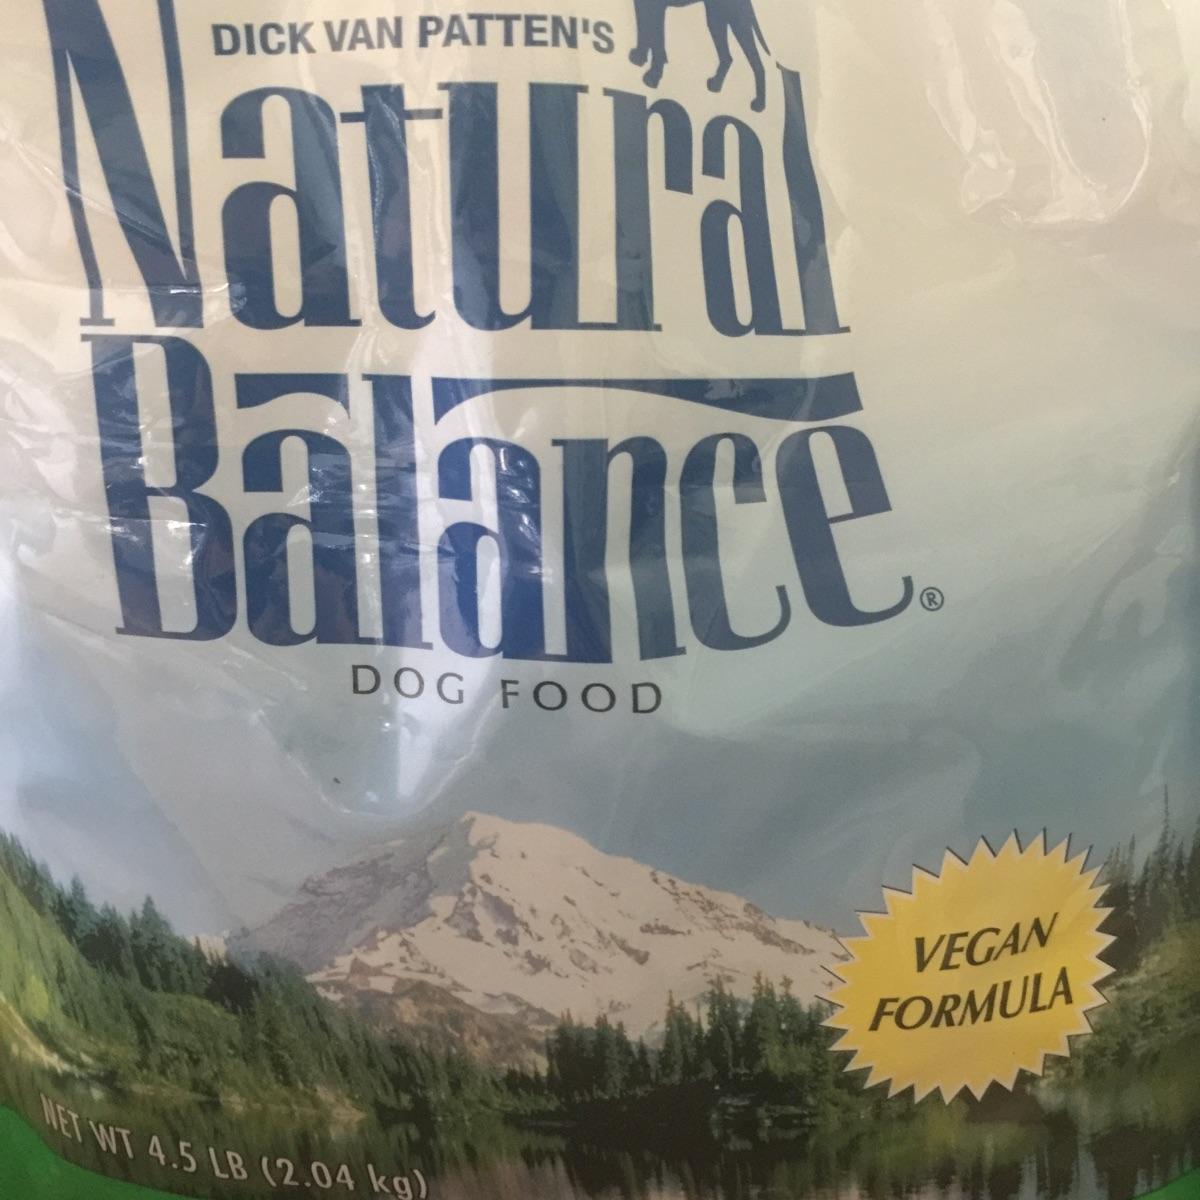 DICK VAN PATTEN'S
Natural
Balance®
DOG FOOD
VEGAN
FORMULA
NET WT 4.5 LB (2.04 kg)